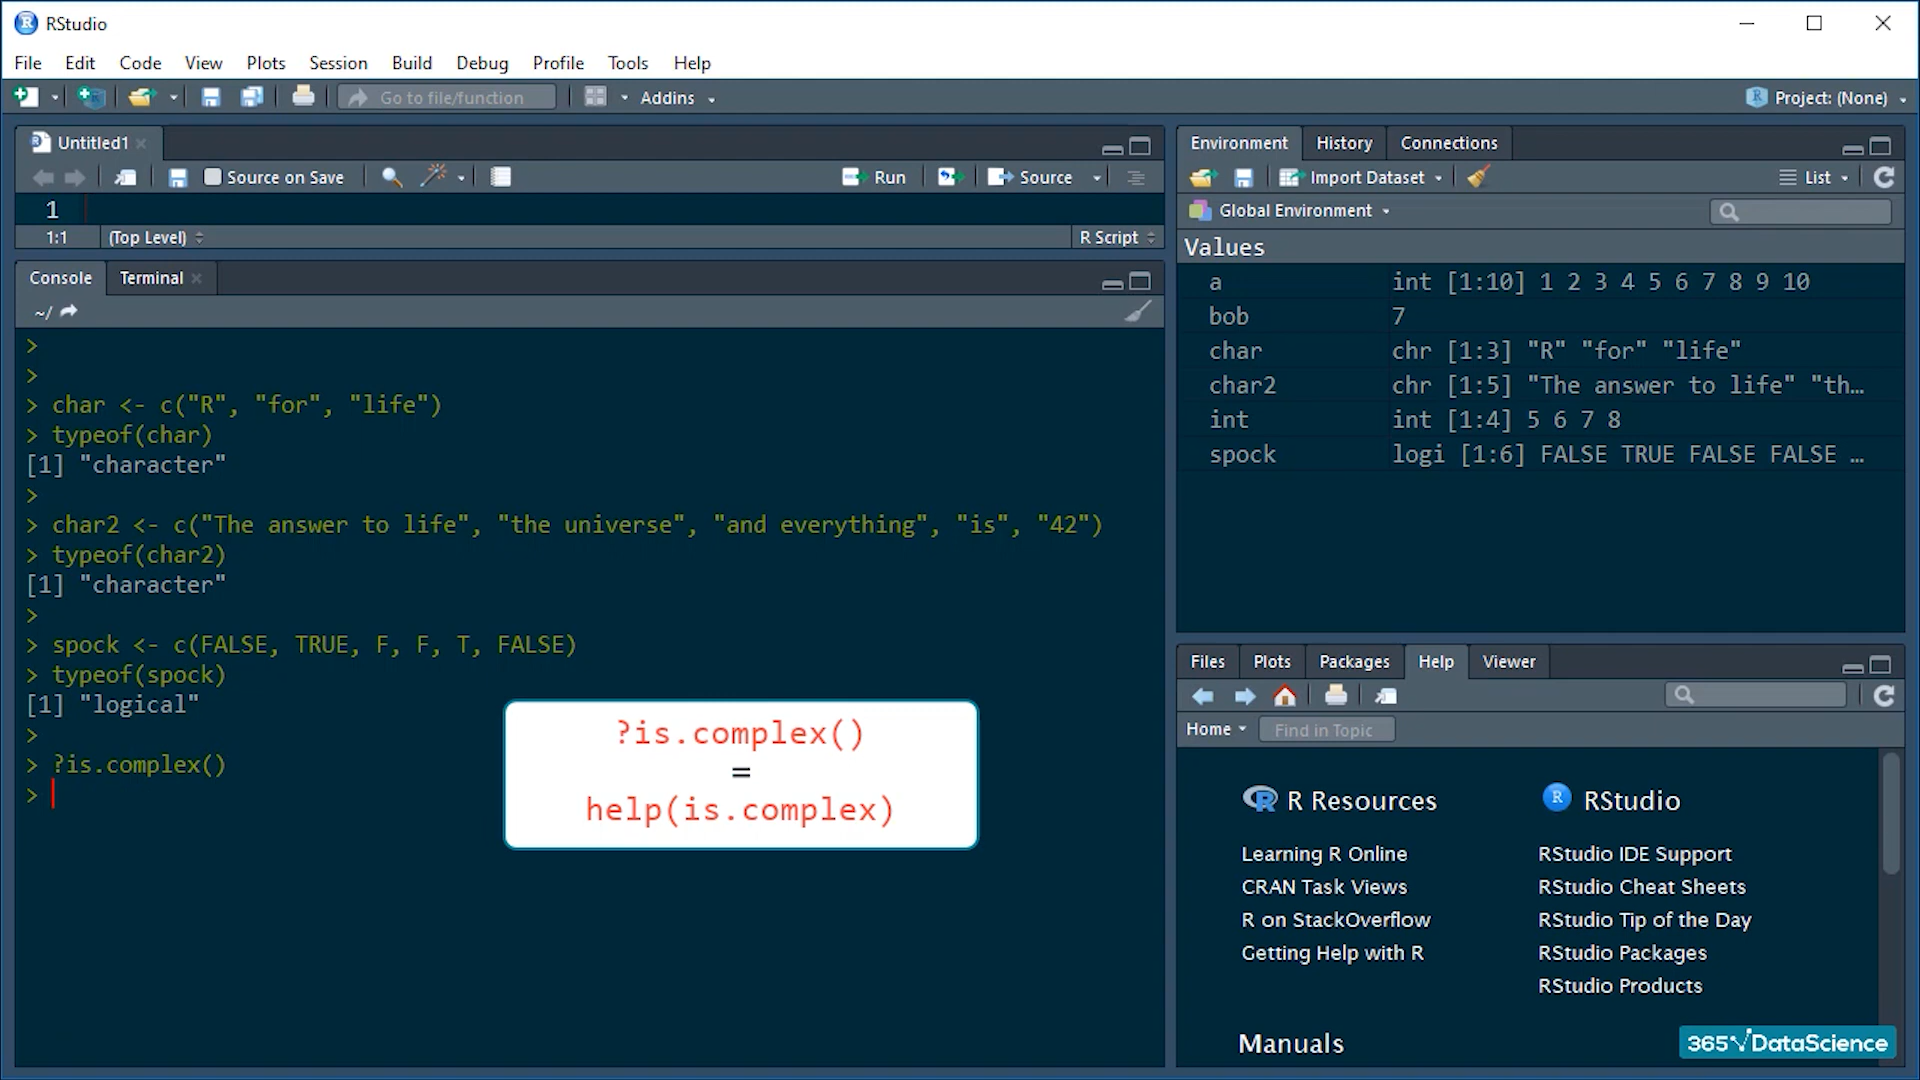 RStudio
File Edit Code View Plots Session Build Debug Profile Tools Help
Go to file/function Addins Project: (None)
Untitled1
Source on Save Run Source
1
1:1 (Top Level) R Script
Console Terminal
~/
>
>
> char <- c("R", "for", "life")
> typeof(char)
[1] "character"
>
> char2 <- c("The answer to life", "the universe", "and everything", "is", "42")
> typeof(char2)
[1] "character"
>
> spock <- c(FALSE, TRUE, F, F, T, FALSE)
> typeof(spock)
[1] "logical"
>
> ?is.complex()
>
?is.complex()
=
help(is.complex)
Environment History Connections
Import Dataset List
Global Environment
Values
a int [1:10] 1 2 3 4 5 6 7 8 9 10
bob 7
char chr [1:3] "R" "for" "life"
char2 chr [1:5] "The answer to life" "th…
int int [1:4] 5 6 7 8
spock logi [1:6] FALSE TRUE FALSE FALSE …
Files Plots Packages Help Viewer
Home Find in Topic
R R Resources
Learning R Online
CRAN Task Views
R on StackOverflow
Getting Help with R
R RStudio
RStudio IDE Support
RStudio Cheat Sheets
RStudio Tip of the Day
RStudio Packages
RStudio Products
Manuals
365√DataScience